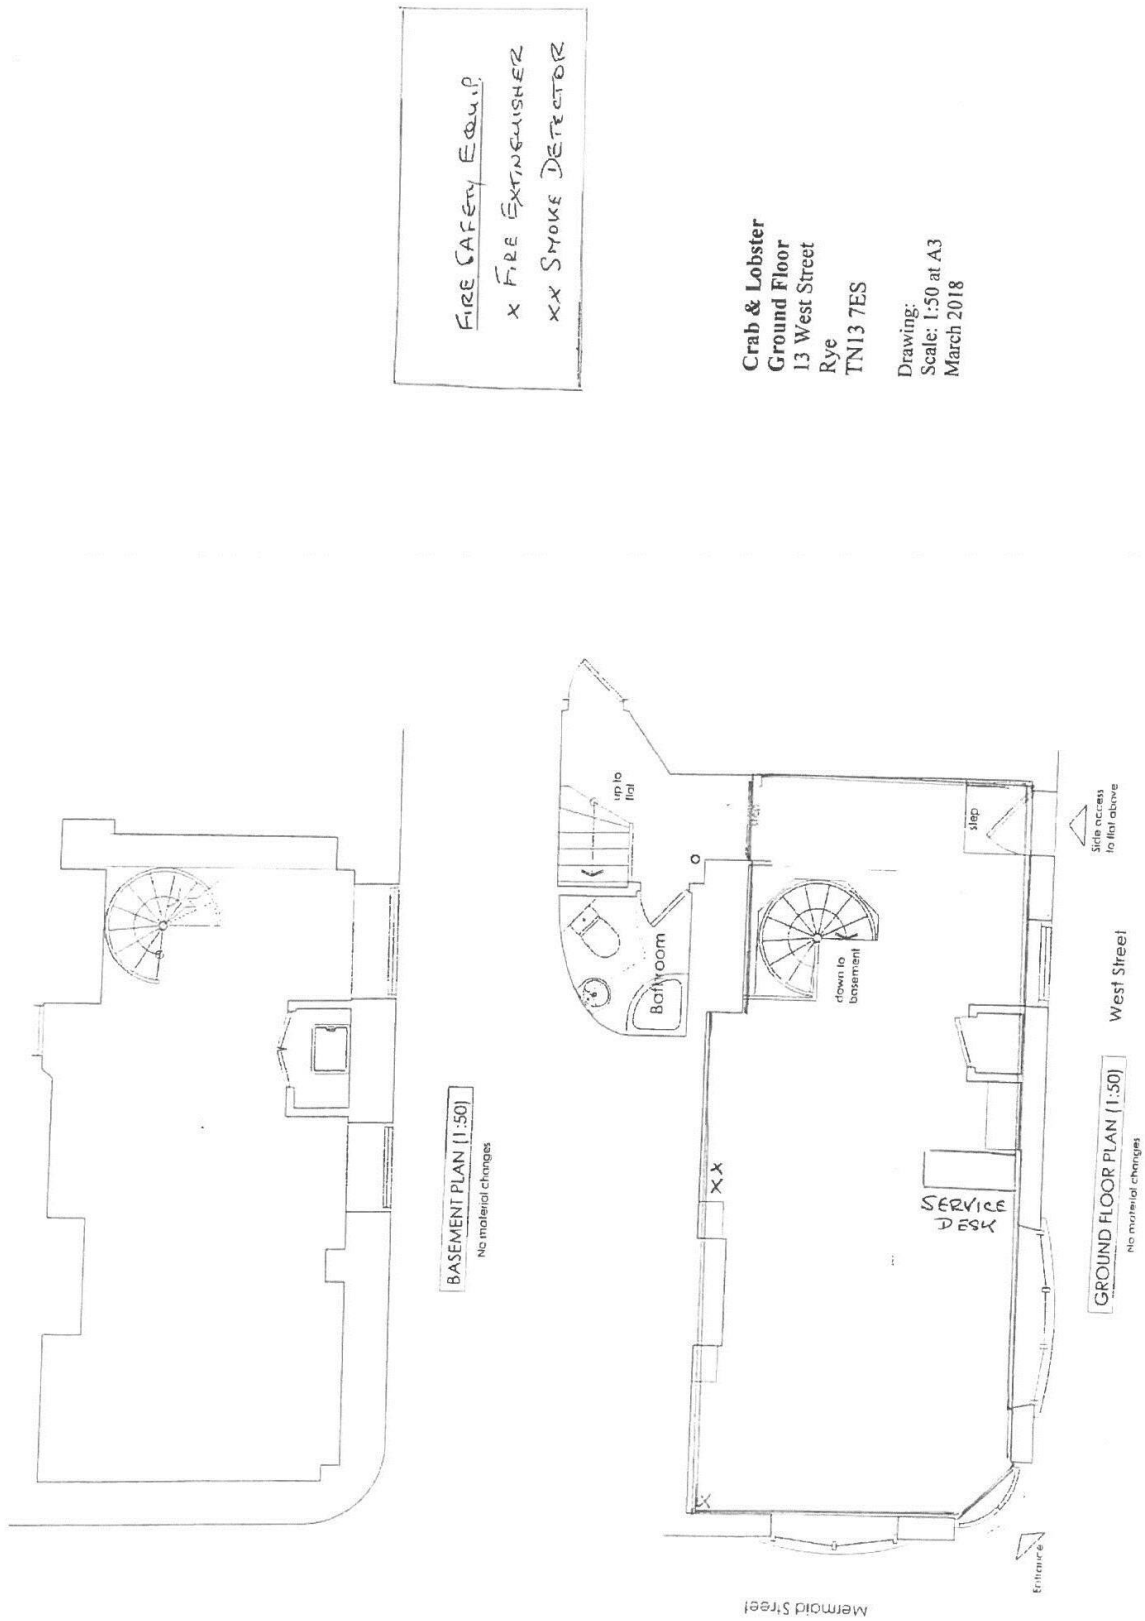 FIRE SAFETY EQUIP.
x FIRE EXTINGUISHER
xx SMOKE DETECTOR
Crab & Lobster
Ground Floor
13 West Street
Rye
TN13 7ES
Drawing:
Scale: 1:50 at A3
March 2018
BASEMENT PLAN (1:50)
No material changes
up to
flat
Bathroom
down to
basement
step
Side access
to flat above
xx
SERVICE
DESK
x
West Street
GROUND FLOOR PLAN (1:50)
No material changes
Entrance
Mermaid Street